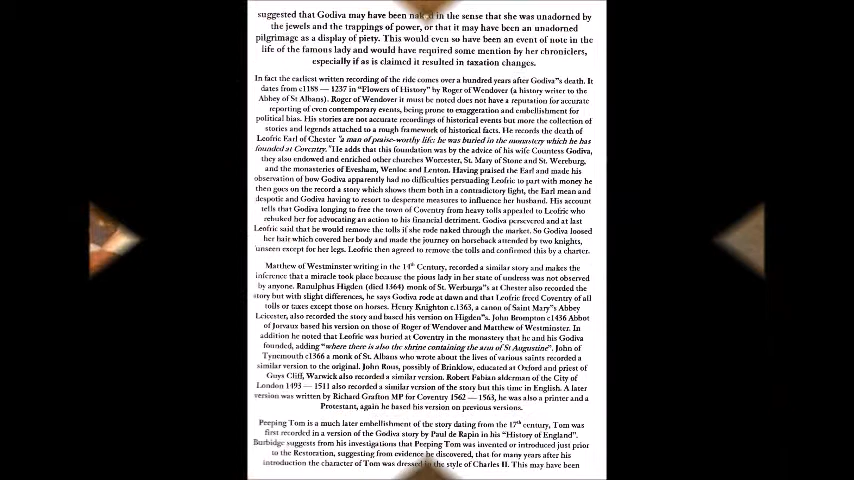 suggested that Godiva may have been naked in the sense that she was unadorned by
the jewels and the trappings of power, or that it may have been an unadorned
pilgrimage as a display of piety. This would even so have been an event of note in the
life of the famous lady and would have required some mention by her chroniclers,
especially if as is claimed it resulted in taxation changes.
In fact the earliest written recording of the ride comes over a hundred years after Godiva"s death. It
dates from c1188 — 1237 in "Flowers of History" by Roger of Wendover (a history writer to the
Abbey of St Albans). Roger of Wendover it must be noted does not have a reputation for accurate
reporting of even contemporary events, being prone to exaggeration and embellishment for
political bias. His stories are not accurate recordings of historical events but more the collection of
stories and legends attached to a rough framework of historical facts. He records the death of
Leofric Earl of Chester "a man of praise-worthy life: he was buried in the monastery which he has
founded at Coventry." He adds that this foundation was by the advice of his wife Countess Godiva,
they also endowed and enriched other churches Worcester, St. Mary of Stone and St. Wereburg,
and the monasteries of Evesham, Wenloc and Lenton. Having praised the Earl and made his
observation of how Godiva apparently had no difficulties persuading Leofric to part with money he
then goes on the record a story which shows them both in a contradictory light, the Earl mean and
despotic and Godiva having to resort to desperate measures to influence her husband. His account
tells that Godiva longing to free the town of Coventry from heavy tolls appealed to Leofric who
rebuked her for advocating an action to his financial detriment. Godiva persevered and at last
Leofric said that he would remove the tolls if she rode naked through the market. So Godiva loosed
her hair which covered her body and made the journey on horseback attended by two knights,
'unseen except for her legs. Leofric then agreed to remove the tolls and confirmed this by a charter.
Matthew of Westminster writing in the 14th Century, recorded a similar story and makes the
inference that a miracle took place because the pious lady in her state of undress was not observed
by anyone. Ranulphus Higden (died 1364) monk of St. Werburga"s at Chester also recorded the
story but with slight differences, he says Godiva rode at dawn and that Leofric freed Coventry of all
tolls or taxes except those on horses. Henry Knighton c.1363, a canon of Saint Mary"s Abbey
Leicester, also recorded the story and based his version on Higden"s. John Brompton c1436 Abbot
of Jorvaux based his version on those of Roger of Wendover and Matthew of Westminster. In
addition he noted that Leofric was buried at Coventry in the monastery that he and his Godiva
founded, adding "where there is also the shrine containing the arm of St Augustine". John of
Tynemouth c1366 a monk of St. Albans who wrote about the lives of various saints recorded a
similar version to the original. John Rous, possibly of Brinklow, educated at Oxford and priest of
Guys Cliff, Warwick also recorded a similar version. Robert Fabian alderman of the City of
London 1493 — 1511 also recorded a similar version of the story but this time in English. A later
version was written by Richard Grafton MP for Coventry 1562 — 1563, he was also a printer and a
Protestant, again he based his version on previous versions.
Peeping Tom is a much later embellishment of the story dating from the 17th century, Tom was
first recorded in a version of the Godiva story by Paul de Rapin in his "History of England".
Burbidge suggests from his investigations that Peeping Tom was invented or introduced just prior
to the Restoration, suggesting from evidence he discovered, that for many years after his
introduction the character of Tom was dressed in the style of Charles II. This may have been